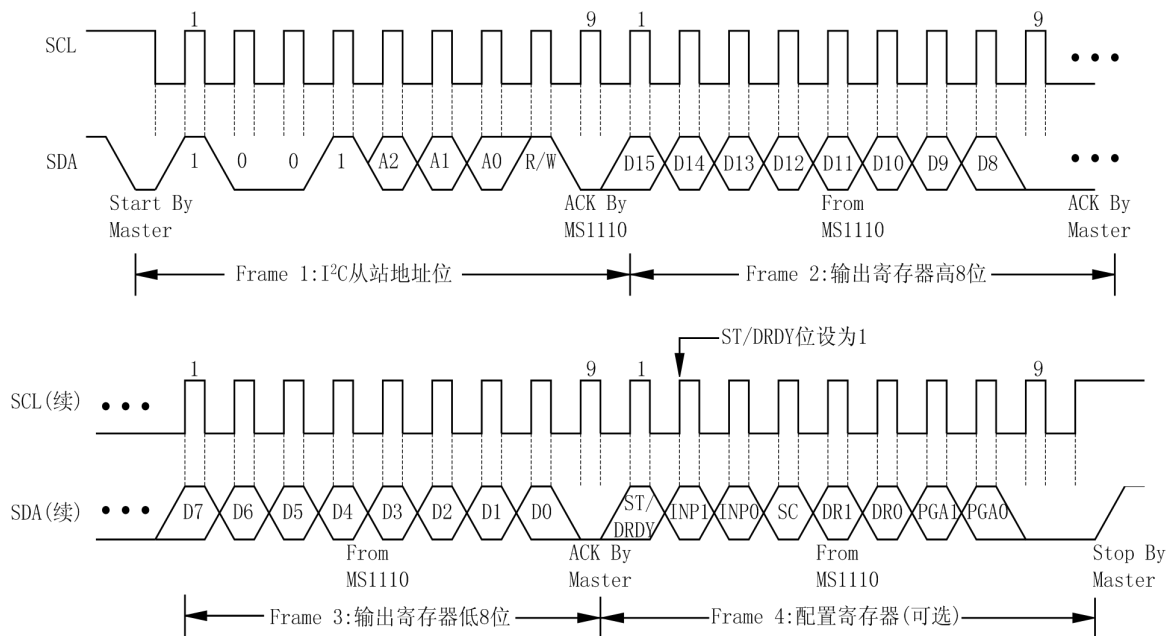 1 9 1 9
SCL
SDA
1 0 0 1 A2 A1 A0 R/W D15 D14 D13 D12 D11 D10 D9 D8
Start By
Master
ACK By
MS1110
From
MS1110
ACK By
Master
Frame 1:I²C从站地址位
Frame 2:输出寄存器高8位
ST/DRDY位设为1
1 9 1 9
SCL(续)
SDA(续)
D7 D6 D5 D4 D3 D2 D1 D0 ST/DRDY INP1 INP0 SC DR1 DR0 PGA1 PGA0
From
MS1110
ACK By
Master
From
MS1110
Stop By
Master
Frame 3:输出寄存器低8位
Frame 4:配置寄存器(可选)